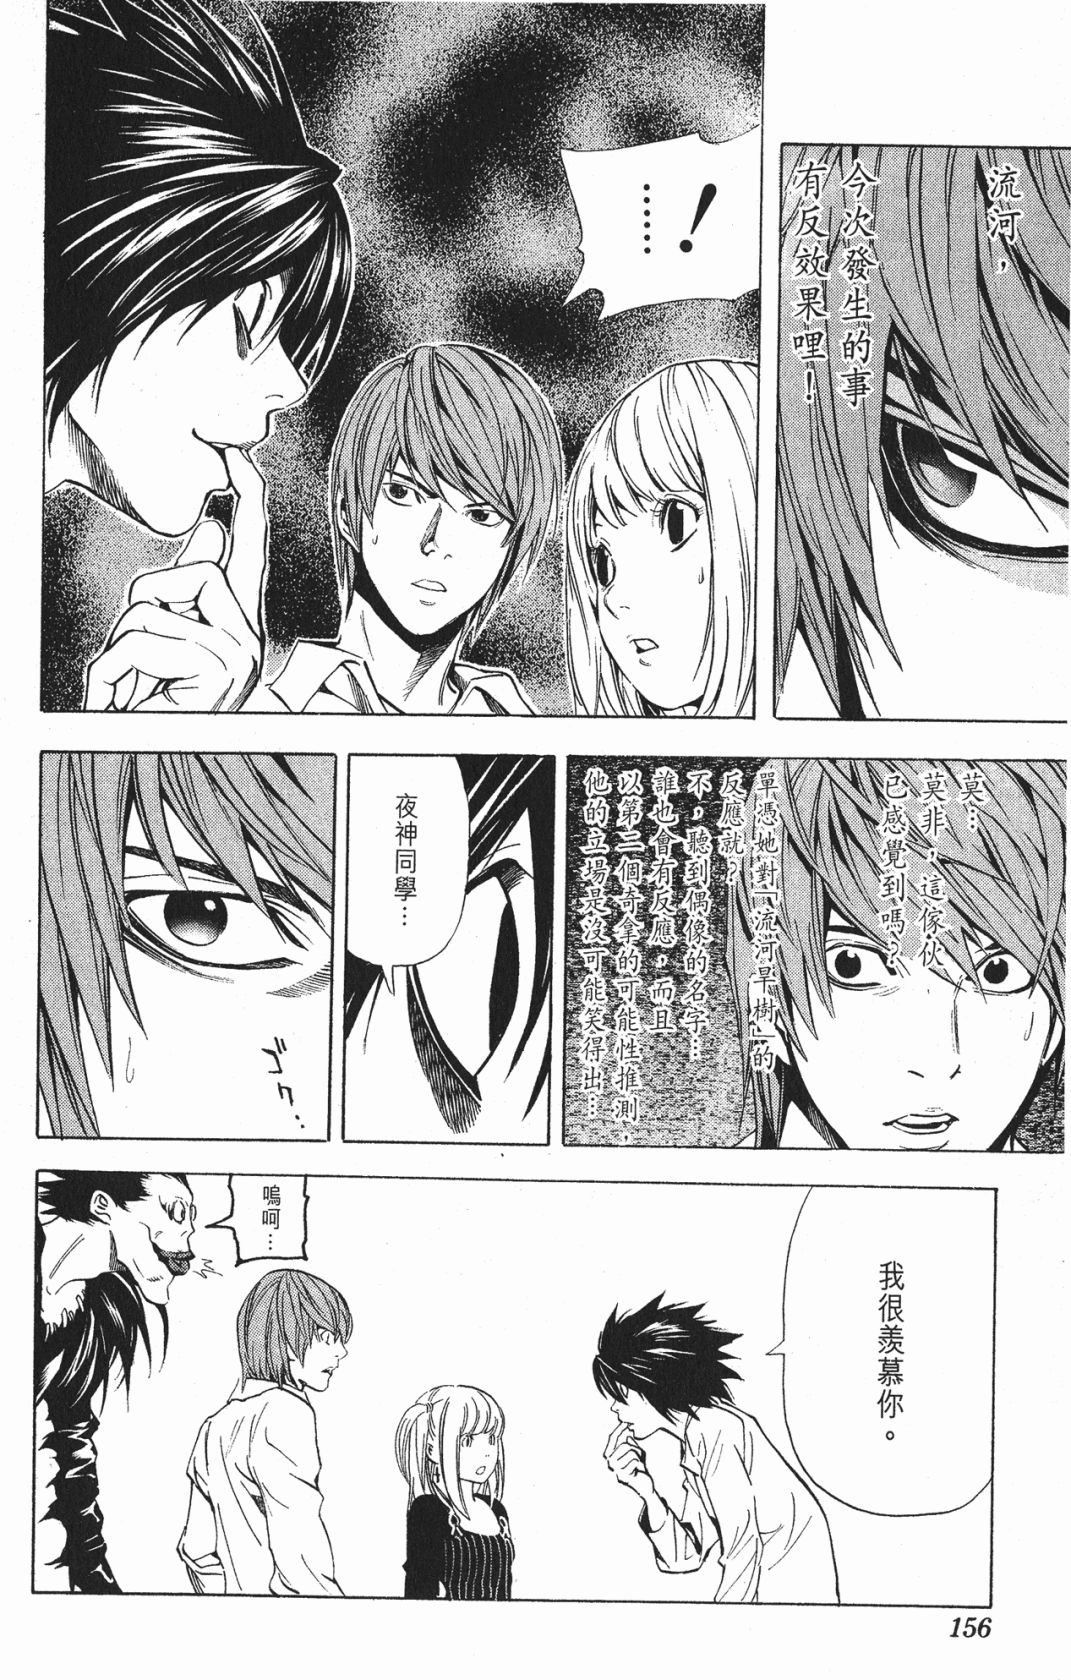 流河，
今次發生的事
有反效果哩！
……！
莫…
莫非，這傢伙
已感覺到嗎？
單憑她對「流河旱樹」的
反應就？
不，聽到偶像的名字…
誰也會有反應，而且
以第二個奇拿的可能性推測，
他的立場是沒可能笑得出…
夜神同學…
ゴク…
我很羨慕你。
嗚呵…
156